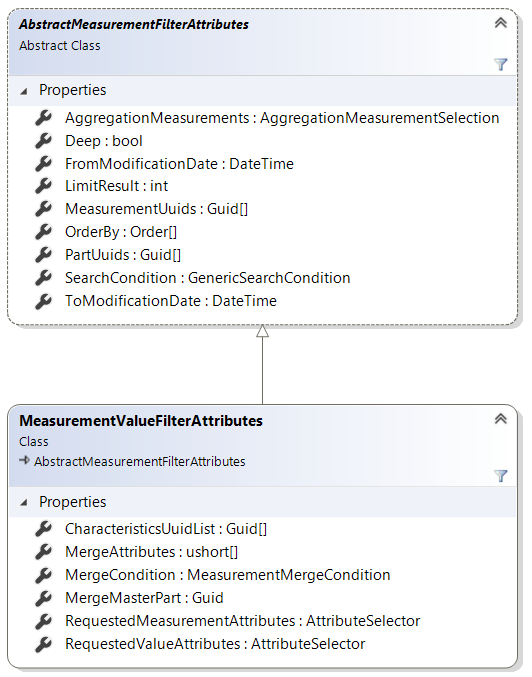 AbstractMeasurementFilterAttributes
Abstract Class
Properties
AggregationMeasurements : AggregationMeasurementSelection
Deep : bool
FromModificationDate : DateTime
LimitResult : int
MeasurementUuids : Guid[]
OrderBy : Order[]
PartUuids : Guid[]
SearchCondition : GenericSearchCondition
ToModificationDate : DateTime
MeasurementValueFilterAttributes
Class
AbstractMeasurementFilterAttributes
Properties
CharacteristicsUuidList : Guid[]
MergeAttributes : ushort[]
MergeCondition : MeasurementMergeCondition
MergeMasterPart : Guid
RequestedMeasurementAttributes : AttributeSelector
RequestedValueAttributes : AttributeSelector